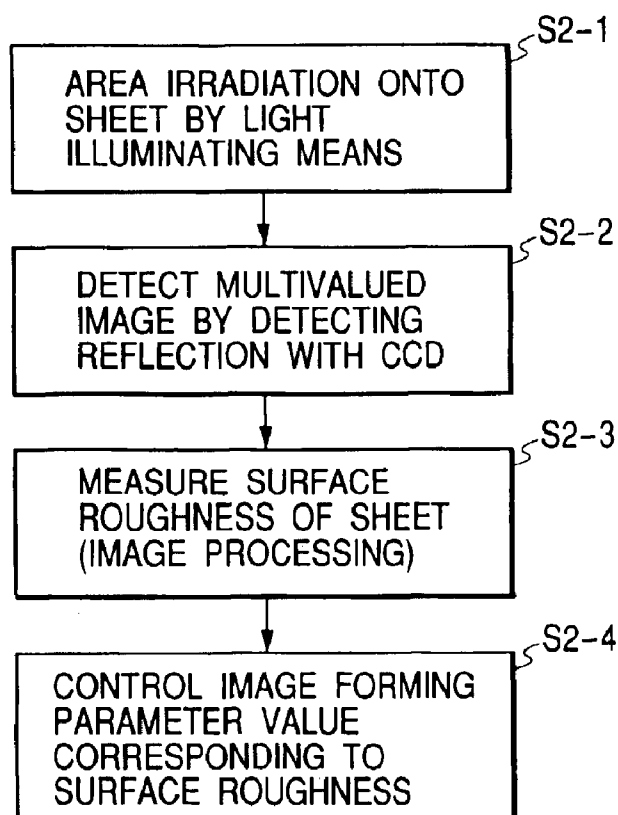 S2-1
AREA IRRADIATION ONTO
SHEET BY LIGHT
ILLUMINATING MEANS
S2-2
DETECT MULTIVALUED
IMAGE BY DETECTING
REFLECTION WITH CCD
S2-3
MEASURE SURFACE
ROUGHNESS OF SHEET
(IMAGE PROCESSING)
S2-4
CONTROL IMAGE FORMING
PARAMETER VALUE
CORRESPONDING TO
SURFACE ROUGHNESS